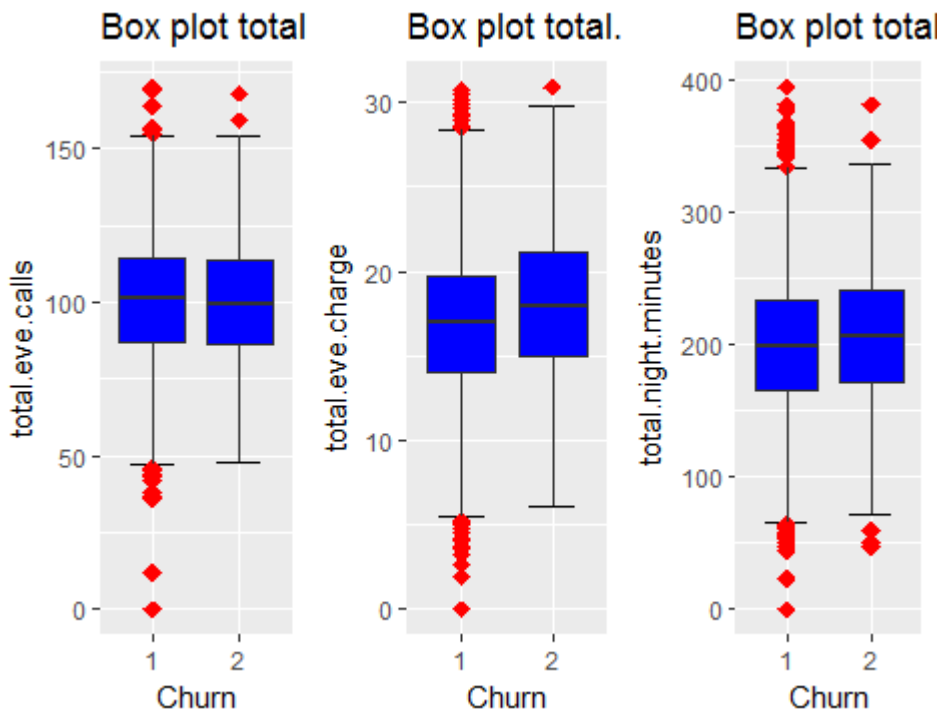 Box plot total
total.eve.calls
150
100
50
0
1 2
Churn
Box plot total.
total.eve.charge
30
20
10
0
1 2
Churn
Box plot total
total.night.minutes
400
300
200
100
0
1 2
Churn